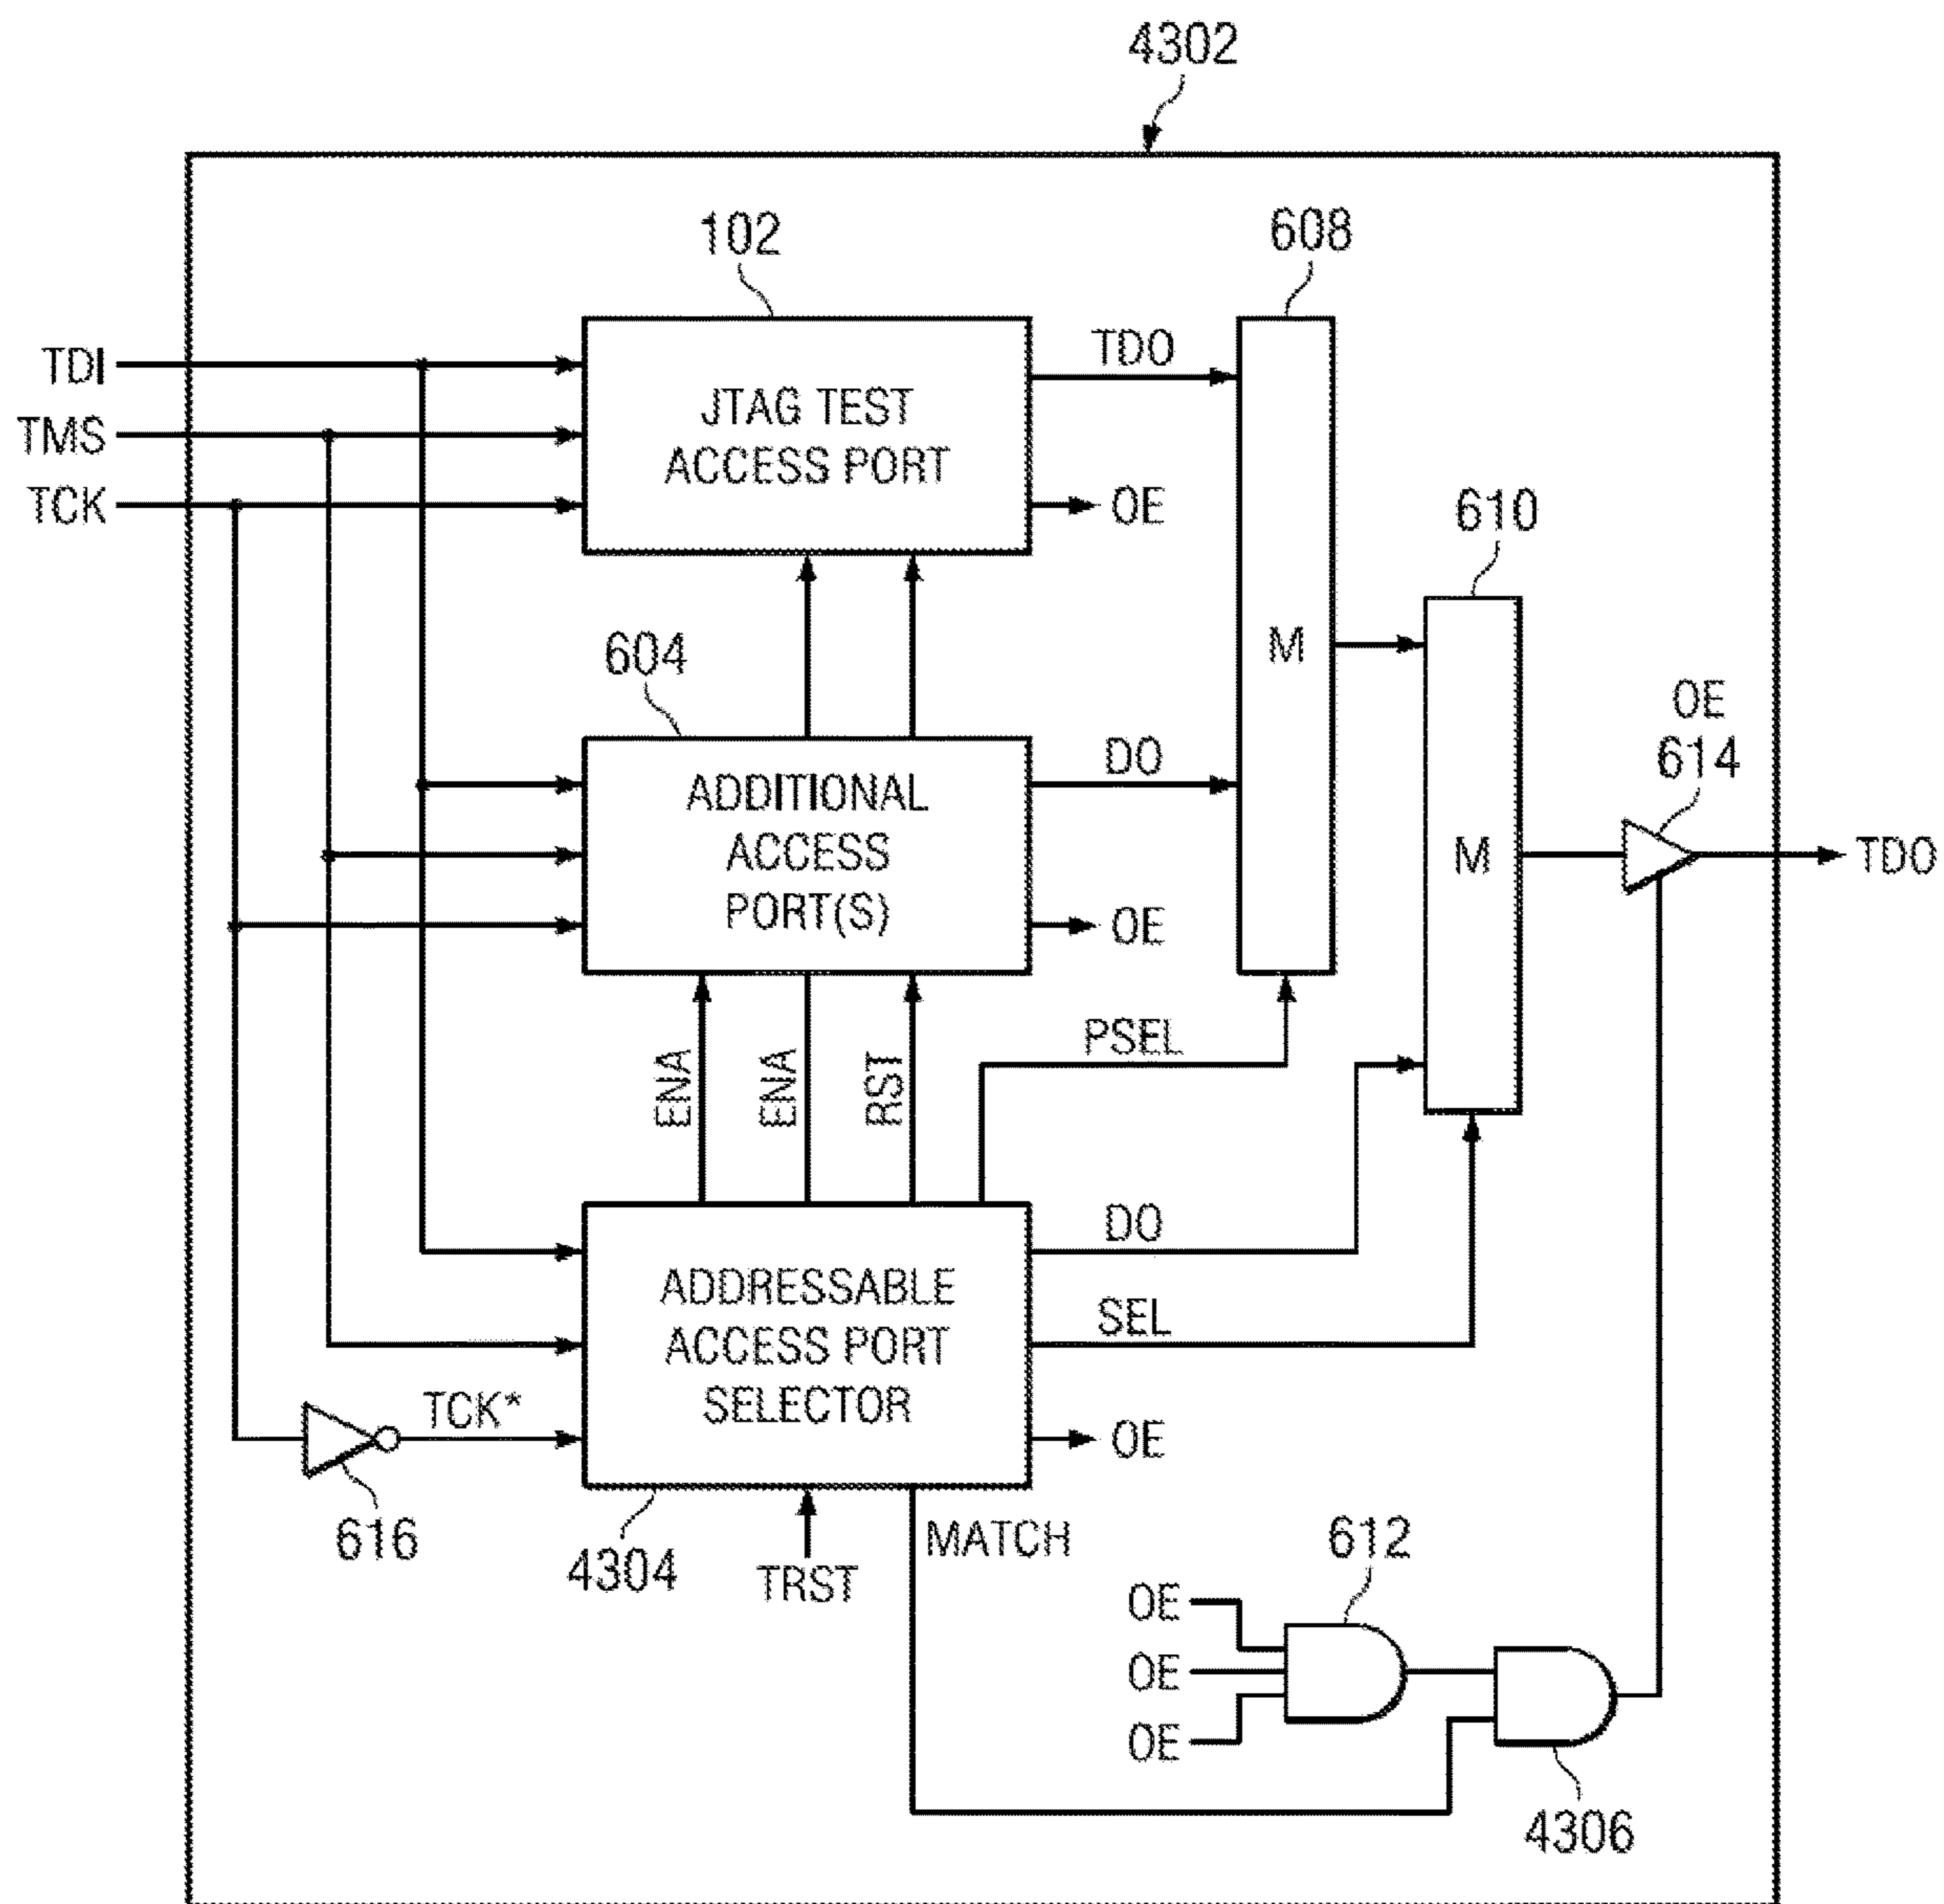 4302
102
608
TDI
TMS
TCK
JTAG TEST
ACCESS PORT
TDO
OE
610
604
M
OE
614
ADDITIONAL
ACCESS
PORT(S)
DO
OE
M
TDO
ENA
ENA
RST
PSEL
ADDRESSABLE
ACCESS PORT
SELECTOR
DO
SEL
OE
TCK*
616
4304
TRST
MATCH
612
OE
OE
OE
4306